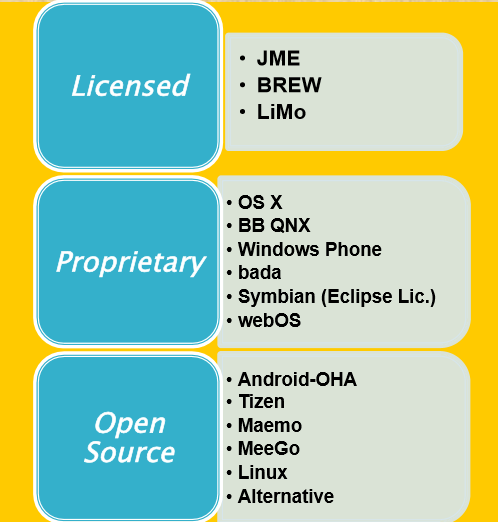 Licensed
• JME
• BREW
• LiMo
Proprietary
• OS X
• BB QNX
• Windows Phone
• bada
• Symbian (Eclipse Lic.)
• webOS
Open
Source
• Android-OHA
• Tizen
• Maemo
• MeeGo
• Linux
• Alternative